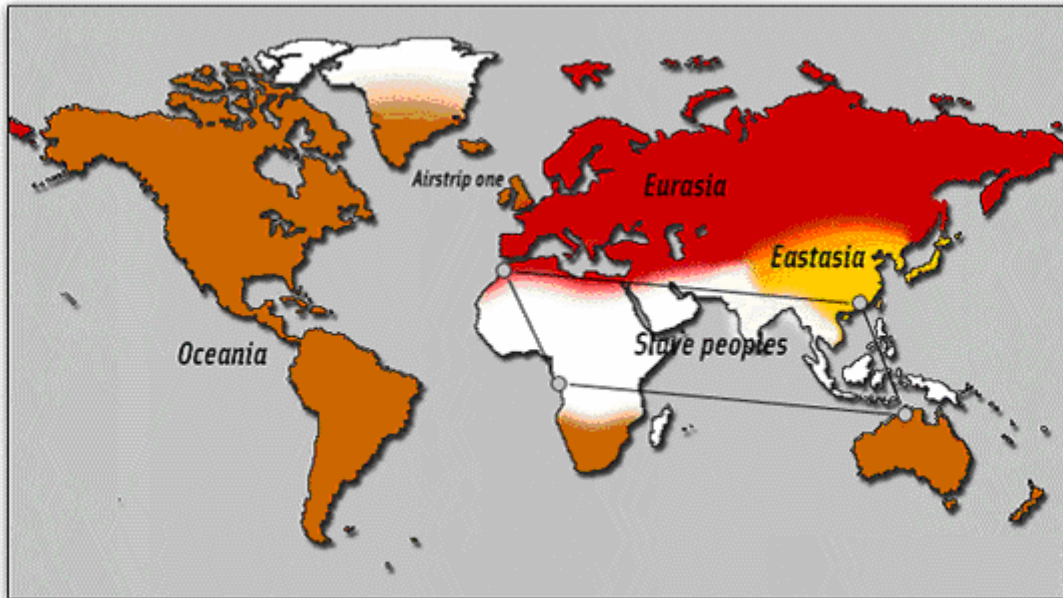 Airstrip one
Eurasia
Eastasia
Oceania
Slave peoples